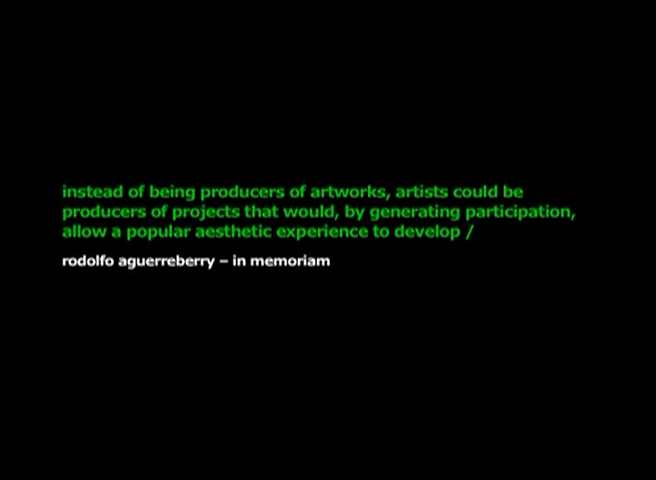 instead of being producers of artworks, artists could be
producers of projects that would, by generating participation,
allow a popular aesthetic experience to develop /
rodolfo aguerreberry – in memoriam